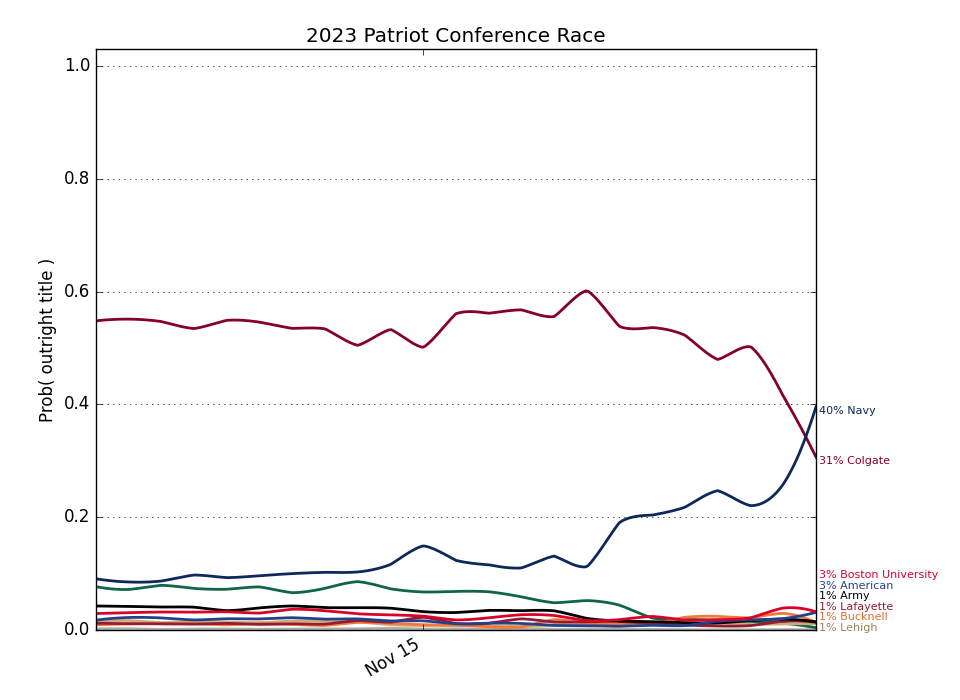 2023 Patriot Conference Race
Prob( outright title )
1.0
0.8
0.6
0.4
0.2
0.0
Nov 15
40% Navy
31% Colgate
3% Boston University
3% American
1% Army
1% Lafayette
1% Bucknell
1% Lehigh